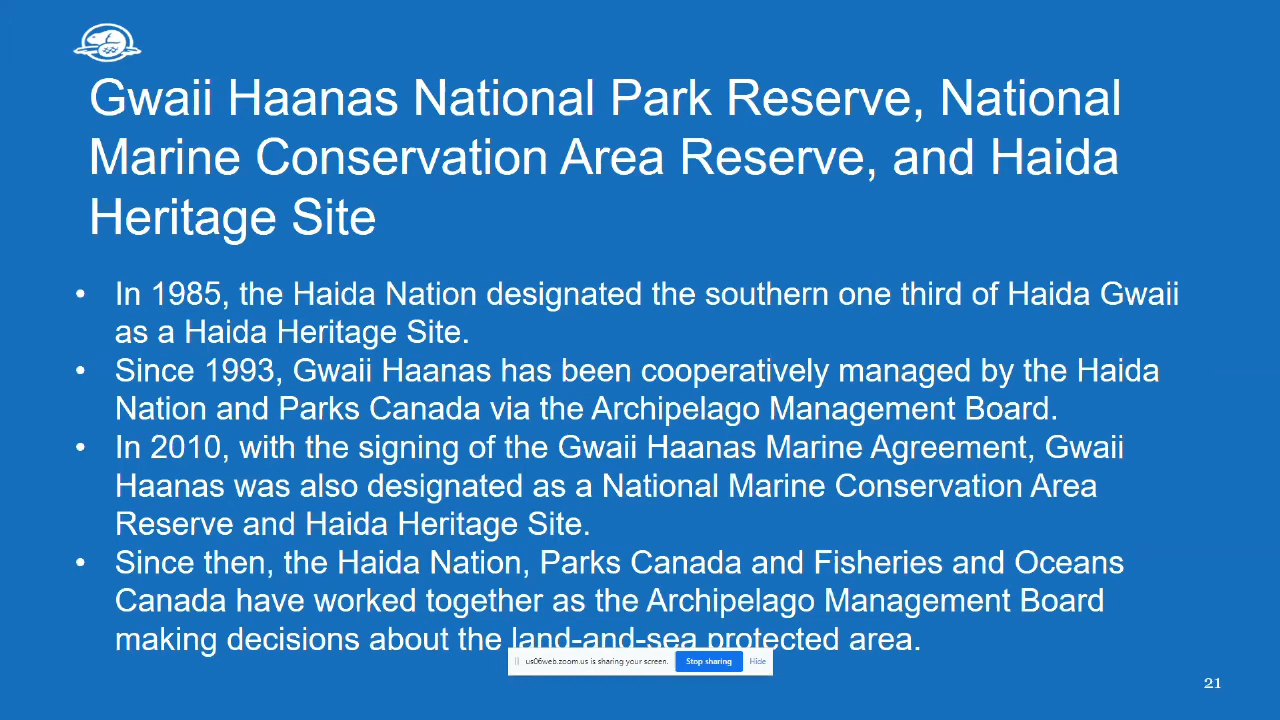 Gwaii Haanas National Park Reserve, National
Marine Conservation Area Reserve, and Haida
Heritage Site
• In 1985, the Haida Nation designated the southern one third of Haida Gwaii
as a Haida Heritage Site.
• Since 1993, Gwaii Haanas has been cooperatively managed by the Haida
Nation and Parks Canada via the Archipelago Management Board.
• In 2010, with the signing of the Gwaii Haanas Marine Agreement, Gwaii
Haanas was also designated as a National Marine Conservation Area
Reserve and Haida Heritage Site.
• Since then, the Haida Nation, Parks Canada and Fisheries and Oceans
Canada have worked together as the Archipelago Management Board
making decisions about the land-and-sea protected area.
us06web.zoom.us is sharing your screen. Stop sharing Hide
21